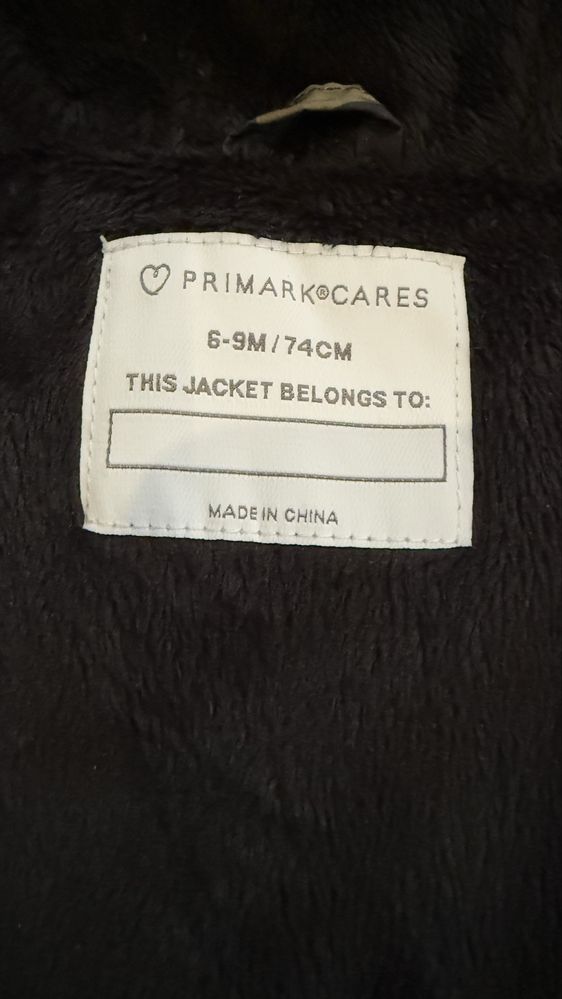 PRIMARK®CARES
6-9M/74CM
THIS JACKET BELONGS TO:
MADE IN CHINA